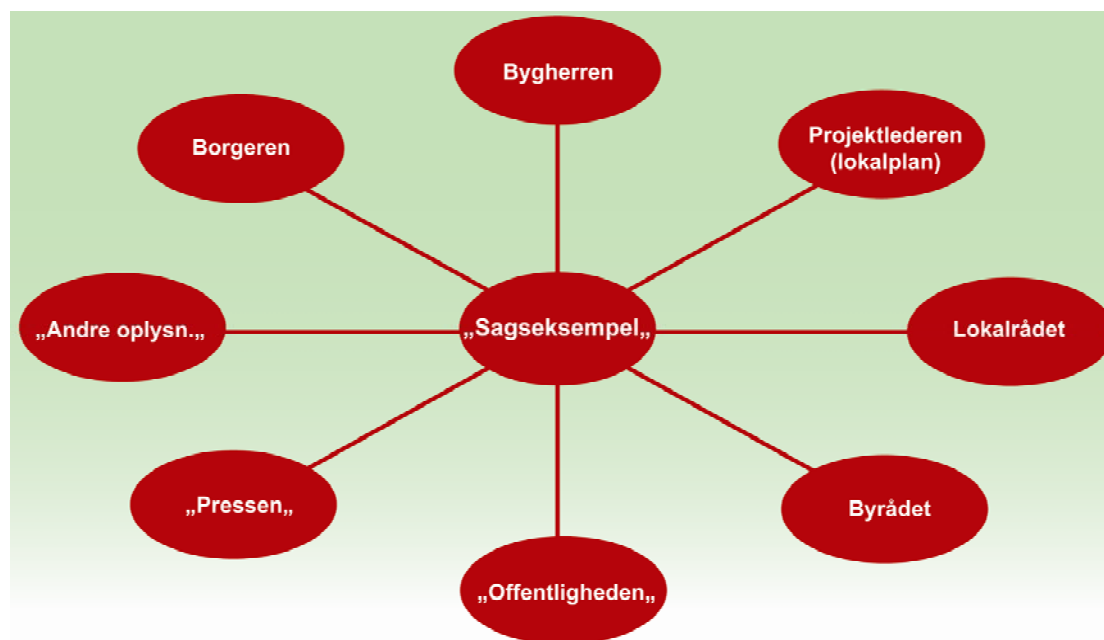 Bygherren
Borgeren
Projektlederen
(lokalplan)
„Andre oplysn.„
„Sagseksempel„
Lokalrådet
„Pressen„
Byrådet
„Offentligheden„